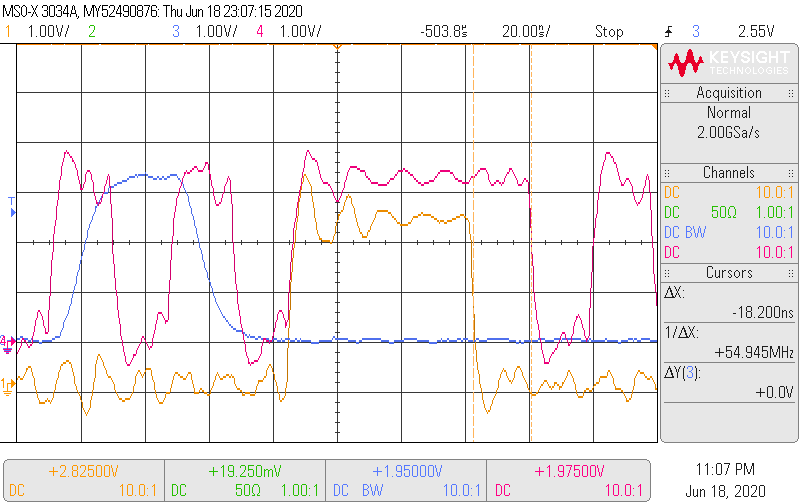 MSO-X 3034A, MY52490876: Thu Jun 18 23:07:15 2020
1 1.00V/ 2 3 1.00V/ 4 1.00V/ -503.8s 20.00s/ Stop 3 2.55V
KEYSIGHT
TECHNOLOGIES
Acquisition
Normal
2.00GSa/s
Channels
DC 10.0:1
DC 50Ω 1.00:1
DC BW 10.0:1
DC 10.0:1
Cursors
ΔX:
-18.200ns
1/ΔX:
+54.945MHz
ΔY(3):
+0.0V
T
4
1
+2.82500V +19.250mV +1.95000V +1.97500V
DC 10.0:1 DC 50Ω 1.00:1 DC BW 10.0:1 DC 10.0:1
11:07 PM
Jun 18, 2020